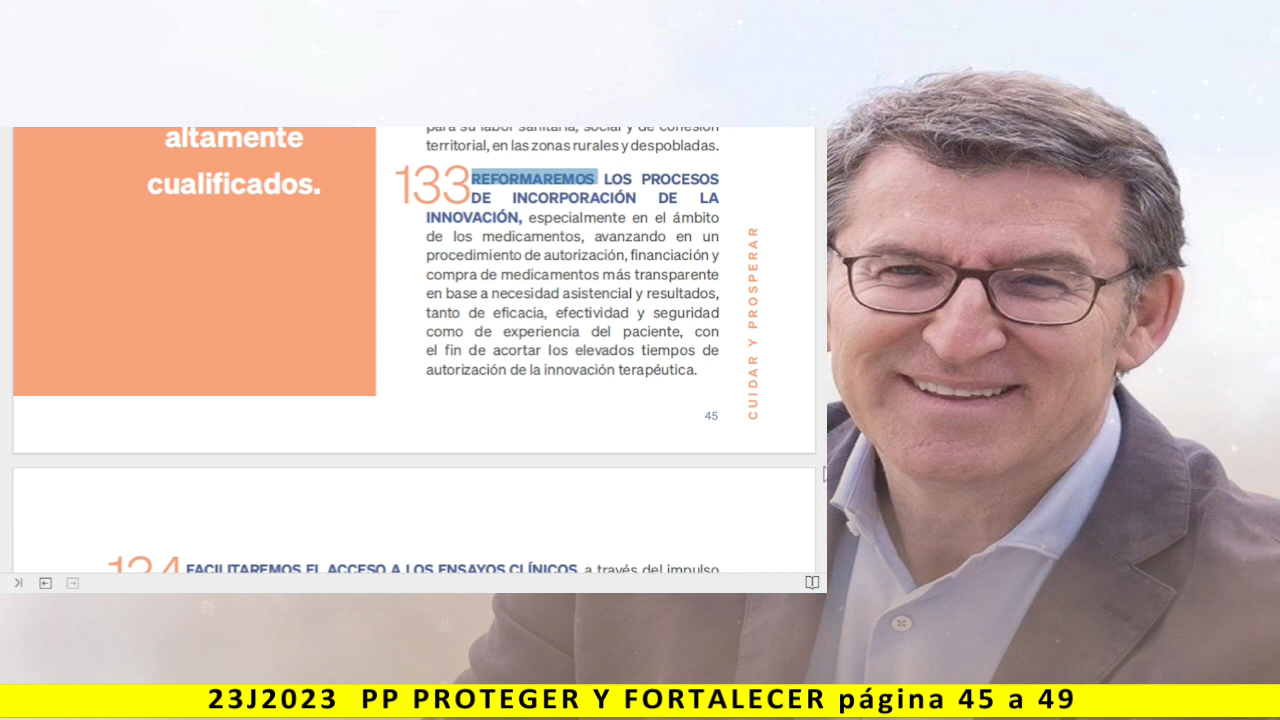 altamente
cualificados.
para su labor sanitaria, social y de cohesión
territorial, en las zonas rurales y despobladas.
133 REFORMAREMOS LOS PROCESOS
DE INCORPORACIÓN DE LA
INNOVACIÓN, especialmente en el ámbito
de los medicamentos, avanzando en un
procedimiento de autorización, financiación y
compra de medicamentos más transparente
en base a necesidad asistencial y resultados,
tanto de eficacia, efectividad y seguridad
como de experiencia del paciente, con
el fin de acortar los elevados tiempos de
autorización de la innovación terapéutica.
45
CUIDAR Y PROSPERAR
134 FACILITAREMOS EL ACCESO A LOS ENSAYOS CLÍNICOS, a través del impulso
23J2023 PP PROTEGER Y FORTALECER página 45 a 49